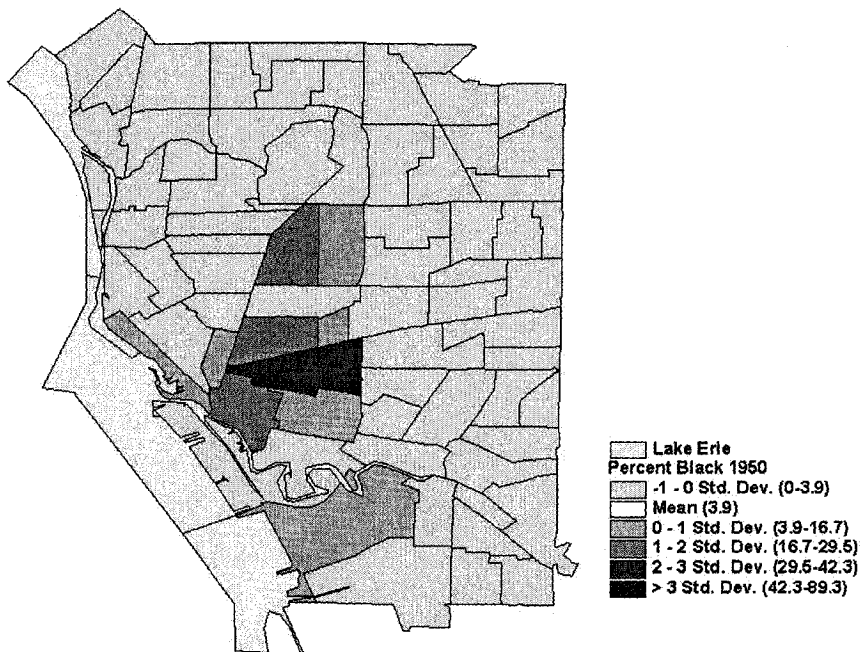 Lake Erie
Percent Black 1950
-1 - 0 Std. Dev. (0-3.9)
Mean (3.9)
0 - 1 Std. Dev. (3.9-16.7)
1 - 2 Std. Dev. (16.7-29.5)
2 - 3 Std. Dev. (29.5-42.3)
> 3 Std. Dev. (42.3-89.3)